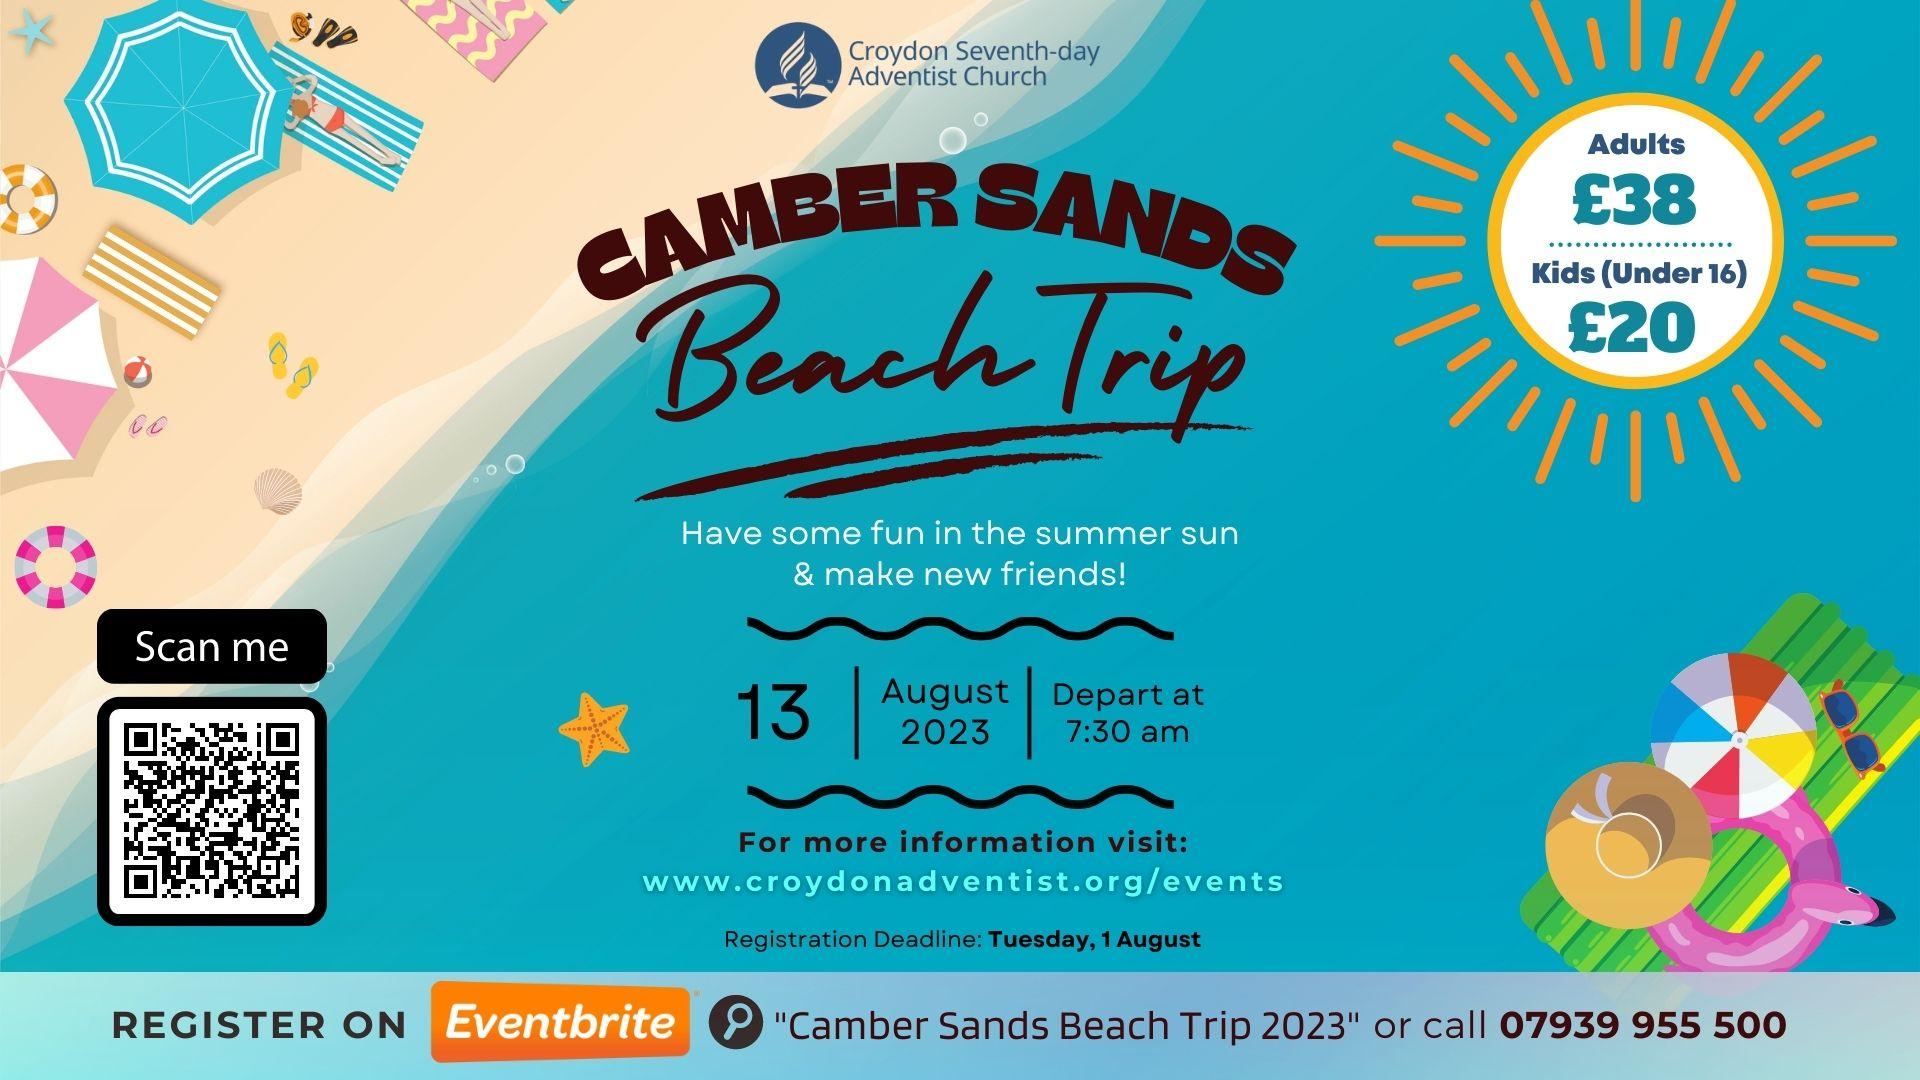 Croydon Seventh-day
Adventist Church
CAMBER SANDS
Beach Trip
Adults
£38
Kids (Under 16)
£20
Have some fun in the summer sun
& make new friends!
13
August
2023
Depart at
7:30 am
Scan me
For more information visit:
www.croydonadventist.org/events
Registration Deadline: Tuesday, 1 August
REGISTER ON Eventbrite "Camber Sands Beach Trip 2023" or call 07939 955 500